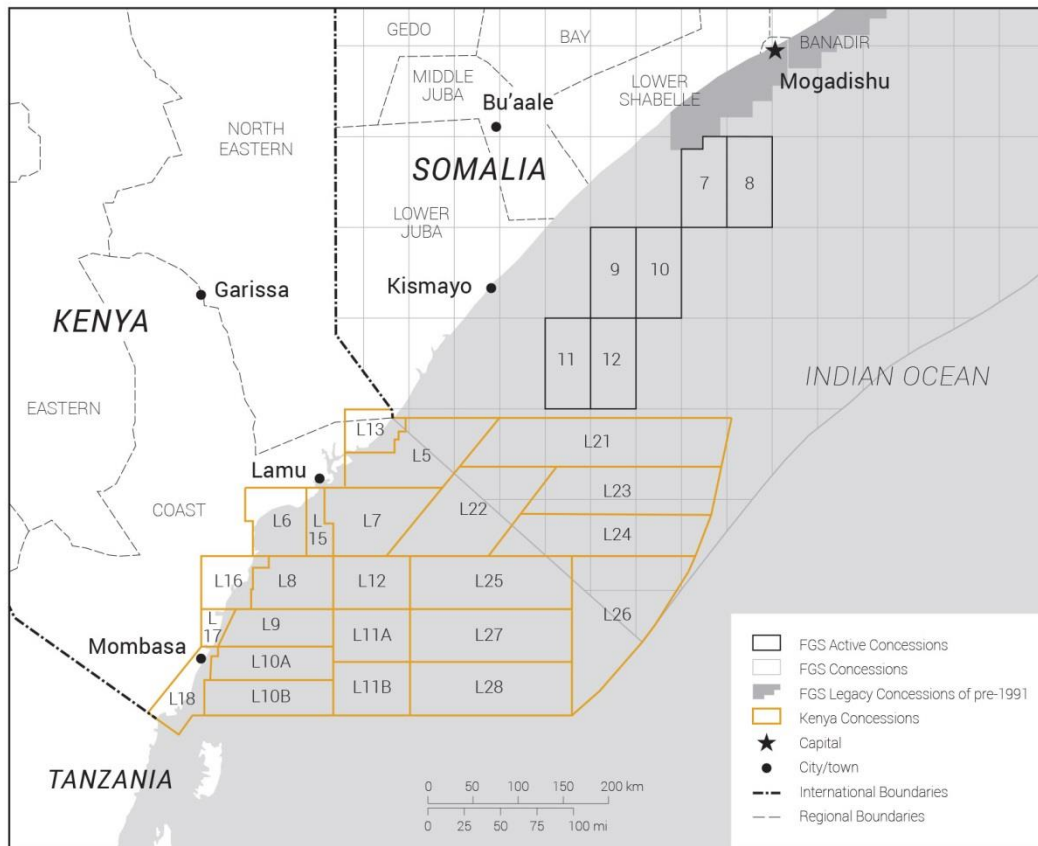 GEDO
BAY
BANADIR
Mogadishu
MIDDLE
JUBA
Bu'aale
LOWER
SHABELLE
NORTH
EASTERN
SOMALIA
7
8
LOWER
JUBA
9
10
Kismayo
Garissa
KENYA
11
12
INDIAN OCEAN
EASTERN
L13
L5
L21
Lamu
L23
L22
COAST
L6
L
15
L7
L24
L16
L8
L12
L25
L26
L
17
L9
L11A
L27
Mombasa
L10A
L18
L10B
L11B
L28
TANZANIA
FGS Active Concessions
FGS Concessions
FGS Legacy Concessions of pre-1991
Kenya Concessions
Capital
City/town
International Boundaries
Regional Boundaries
0 50 100 150 200 km
0 25 50 75 100 mi